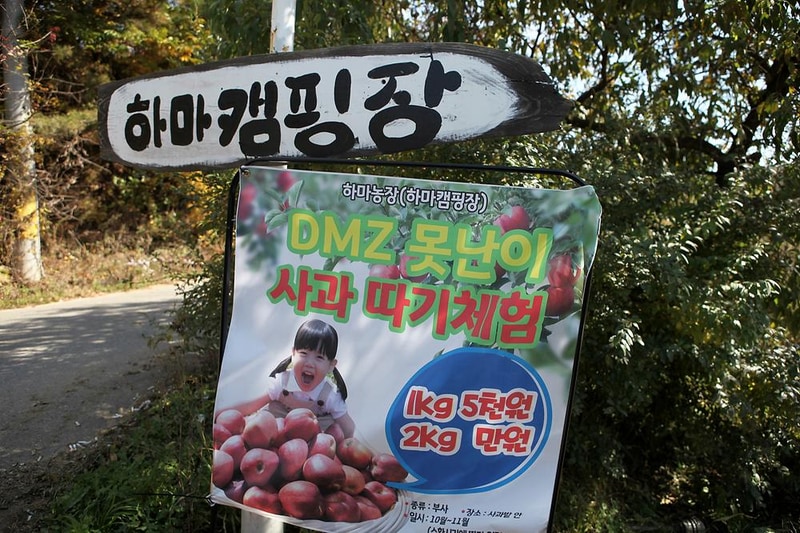 하마캠핑장
하마농장(하마캠핑장)
DMZ 못난이
사과 따기체험
1kg 5천원
2kg 만원
*종류 : 부사 *장소 : 사과밭 안
*일시 : 10월~11월